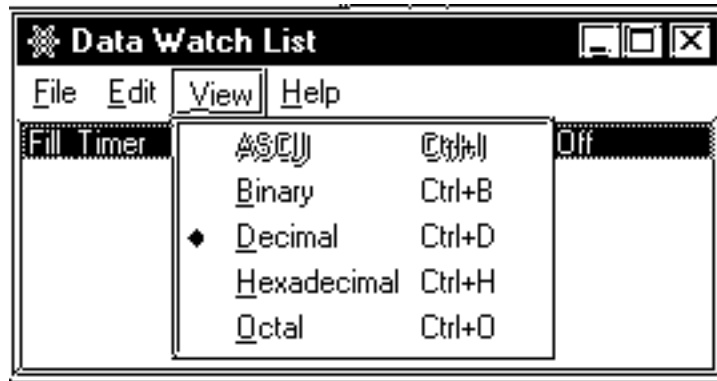 Data Watch List
File Edit View Help
Fill Timer Off
ASCII Ctrl+I
Binary Ctrl+B
Decimal Ctrl+D
Hexadecimal Ctrl+H
Octal Ctrl+O